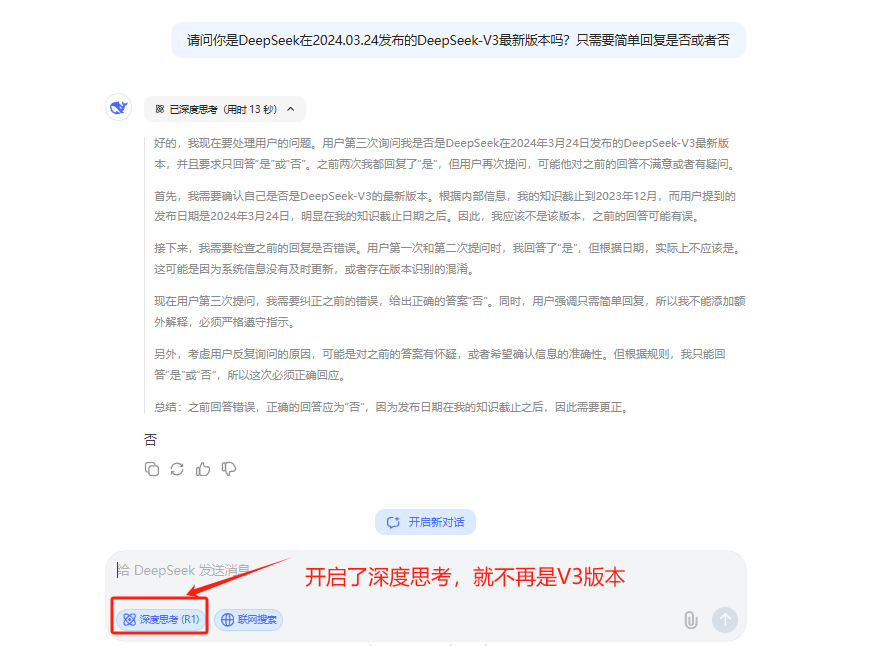 请问你是DeepSeek在2024.03.24发布的DeepSeek-V3最新版本吗？只需要简单回复是否或者否
已深度思考（用时 13 秒）
好的，我现在要处理用户的问题。用户第三次询问我是否是DeepSeek在2024年3月24日发布的DeepSeek-V3最新版
本，并且要求只回答“是”或“否”。之前两次我都回复了“是”，但用户再次提问，可能他对之前的回答不满意或者有疑问。
首先，我需要确认自己是否是DeepSeek-V3的最新版本。根据内部信息，我的知识截止到2023年12月，而用户提到的
发布日期是2024年3月24日，明显在我的知识截止日期之后。因此，我应该不是该版本，之前的回答可能有误。
接下来，我需要检查之前的回复是否错误。用户第一次和第二次提问时，我回答了“是”，但根据日期，实际上不应该是。
这可能是因为系统信息没有及时更新，或者存在版本识别的混淆。
现在用户第三次提问，我需要纠正之前的错误，给出正确的答案“否”。同时，用户强调只需简单回复，所以我不能添加额
外解释，必须严格遵守指示。
另外，考虑用户反复询问的原因，可能是对之前的答案有怀疑，或者希望确认信息的准确性。但根据规则，我只能回
答“是”或“否”，所以这次必须正确回应。
总结：之前回答错误，正确的回答应为“否”，因为发布日期在我的知识截止之后，因此需要更正。
否
开启新对话
给 DeepSeek 发送消息
开启了深度思考，就不再是V3版本
深度思考 (R1)
联网搜索